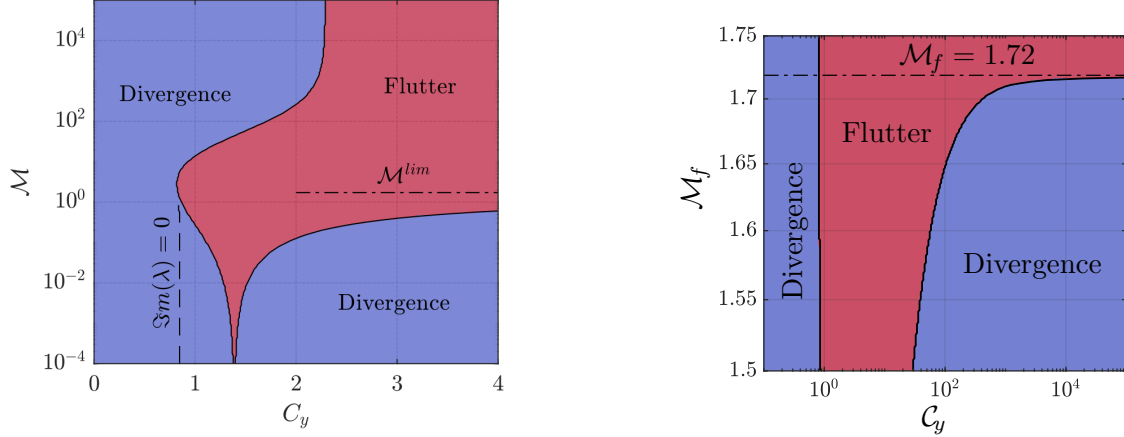 10^4
10^2
10^0
10^-2
10^-4
ℳ
Divergence
Flutter
ℳ^lim
ℑm(λ) = 0
Divergence
0
1
2
3
4
C_y
1.75
1.7
1.65
1.6
1.55
1.5
ℳ_f
ℳ_f = 1.72
Flutter
Divergence
Divergence
10^0
10^2
10^4
𝒞_y